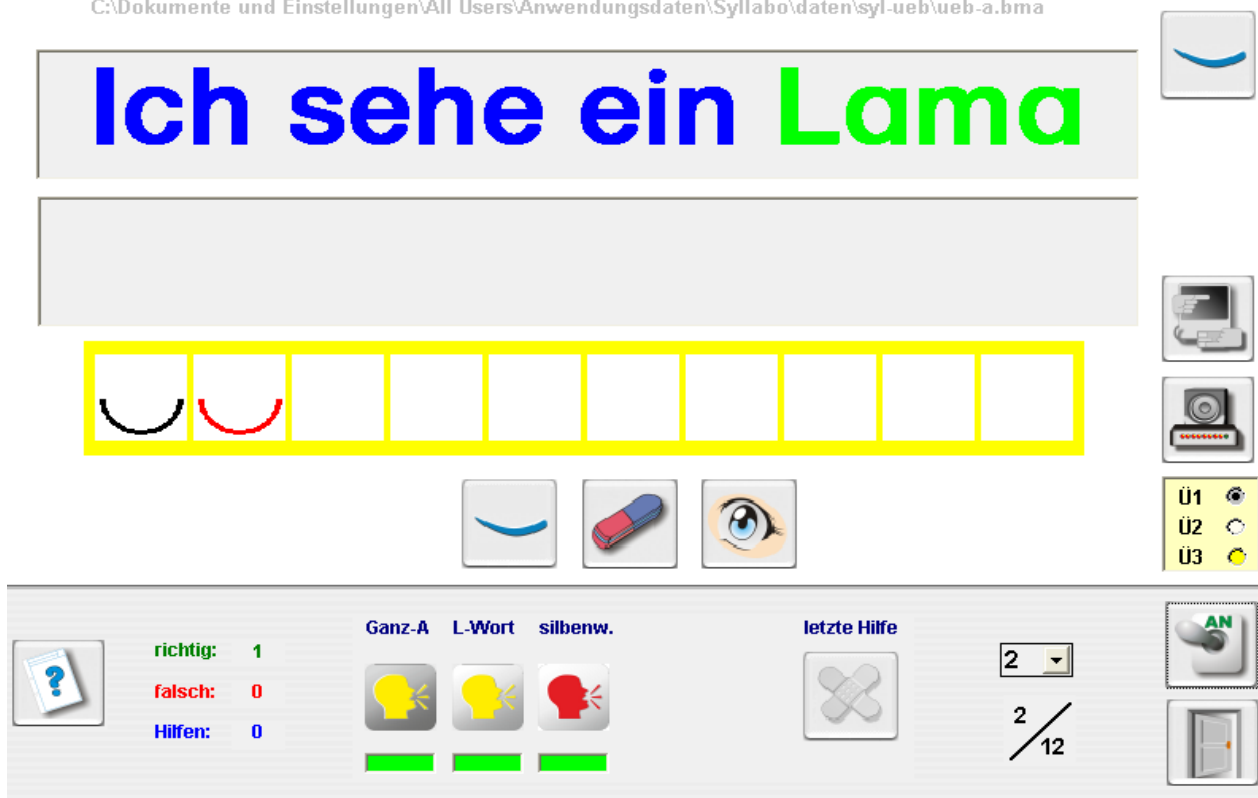 C:\Dokumente und Einstellungen\All Users\Anwendungsdaten\Syllabo\daten\syl-ueb\ueb-a.bma
Ich sehe ein Lama
Ü1
Ü2
Ü3
Ganz-A L-Wort silbenw. letzte Hilfe
richtig: 1
falsch: 0
Hilfen: 0
2
2/12
AN
?